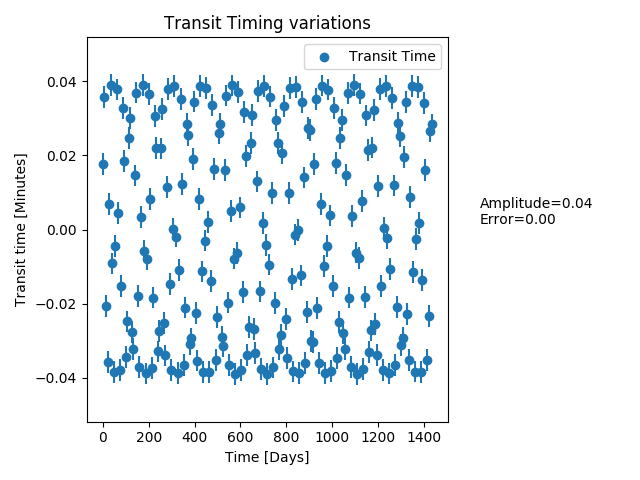 Transit Timing variations
Transit Time
Transit time [Minutes]
0.04
0.02
0.00
−0.02
−0.04
0
200
400
600
800
1000
1200
1400
Time [Days]
Amplitude=0.04
Error=0.00